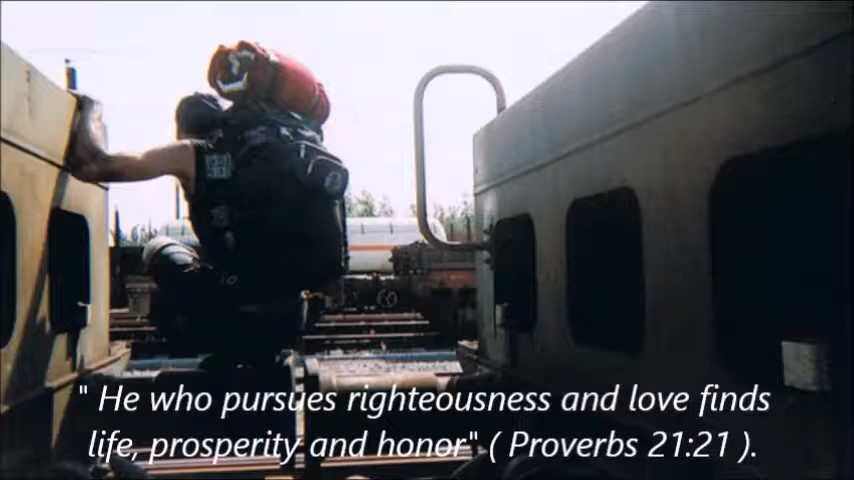 " He who pursues righteousness and love finds
life, prosperity and honor" ( Proverbs 21:21 ).